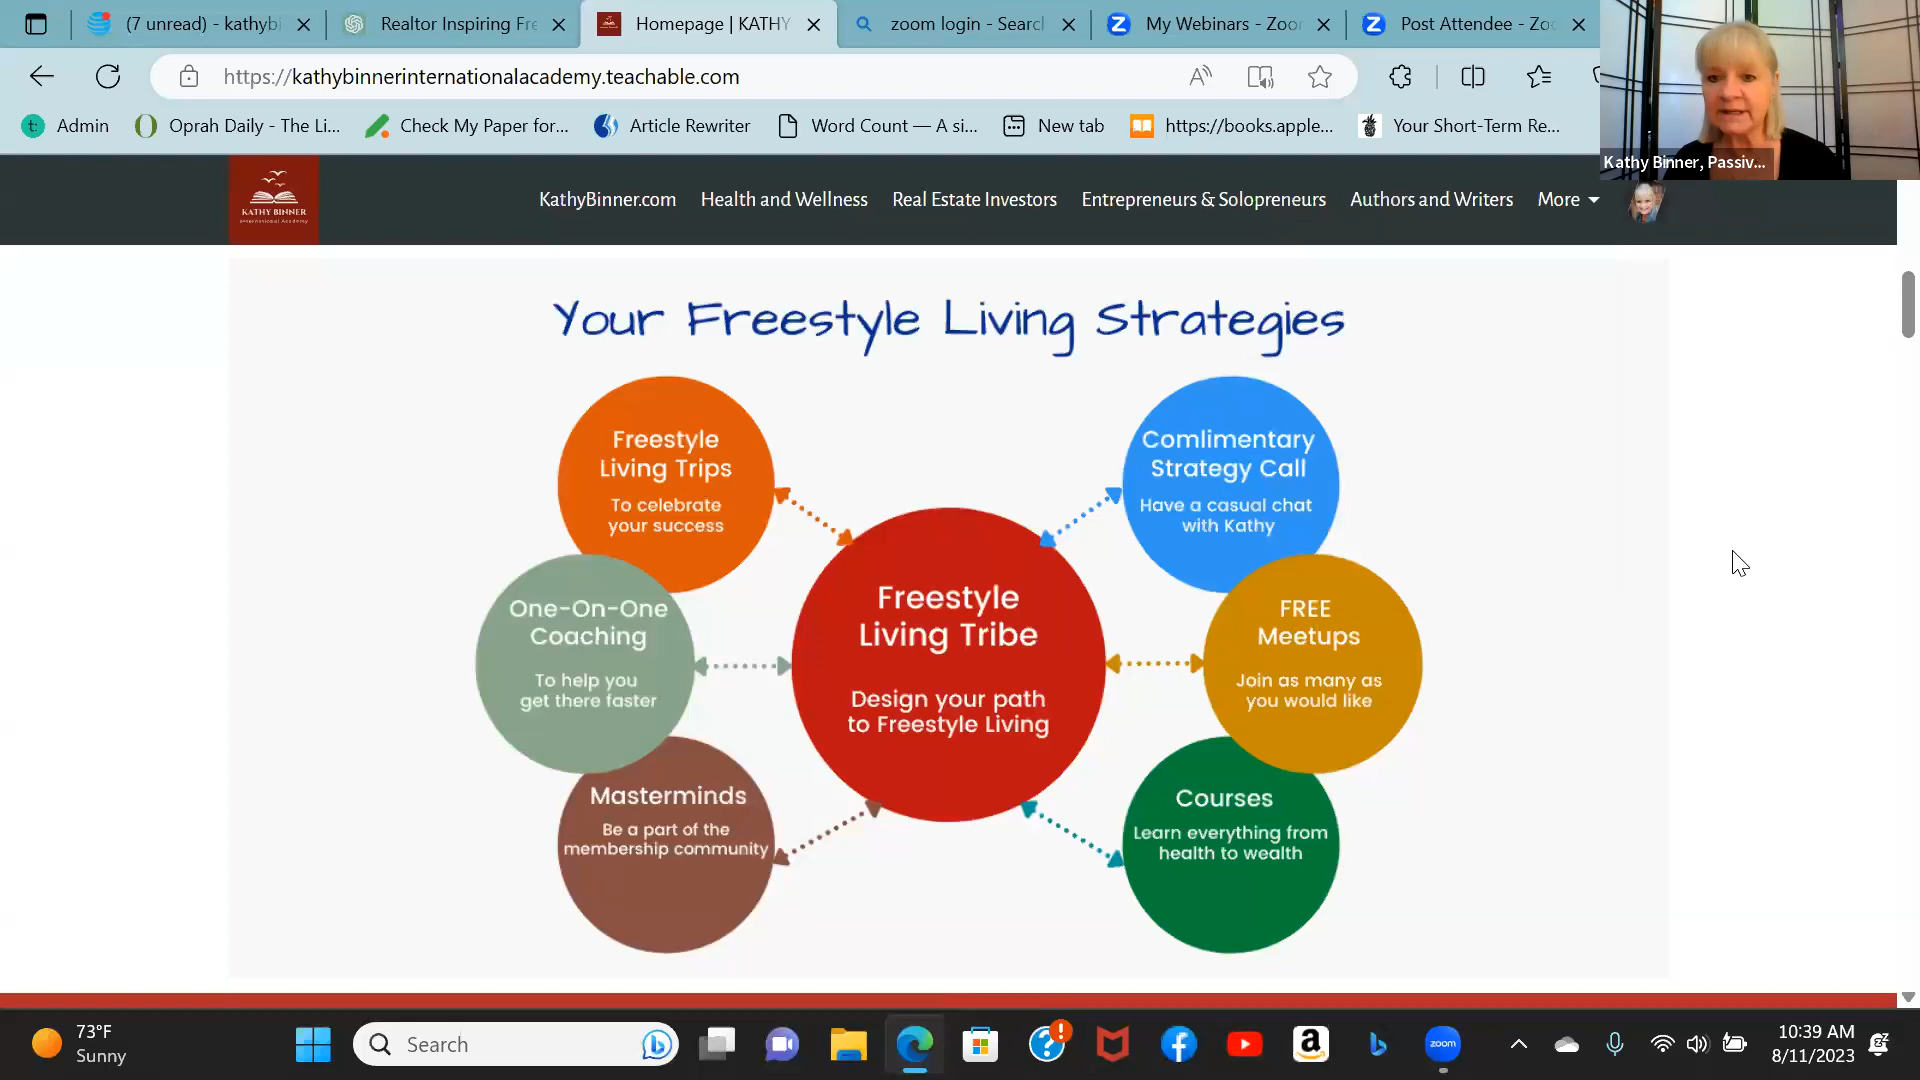 (7 unread) - kathybi
Realtor Inspiring Fre
Homepage | KATHY
zoom login - Search
My Webinars - Zoo
Post Attendee - Zoo
https://kathybinnerinternationalacademy.teachable.com
Admin
Oprah Daily - The Li...
Check My Paper for...
Article Rewriter
Word Count — A si...
New tab
https://books.apple...
Your Short-Term Re...
Kathy Binner, Passiv...
KATHY BINNER
International Academy
KathyBinner.com
Health and Wellness
Real Estate Investors
Entrepreneurs & Solopreneurs
Authors and Writers
More
Your Freestyle Living Strategies
Freestyle
Living Trips
To celebrate
your success
Comlimentary
Strategy Call
Have a casual chat
with Kathy
One-On-One
Coaching
To help you
get there faster
Freestyle
Living Tribe
Design your path
to Freestyle Living
FREE
Meetups
Join as many as
you would like
Masterminds
Be a part of the
membership community
Courses
Learn everything from
health to wealth
73°F
Sunny
Search
zoom
10:39 AM
8/11/2023